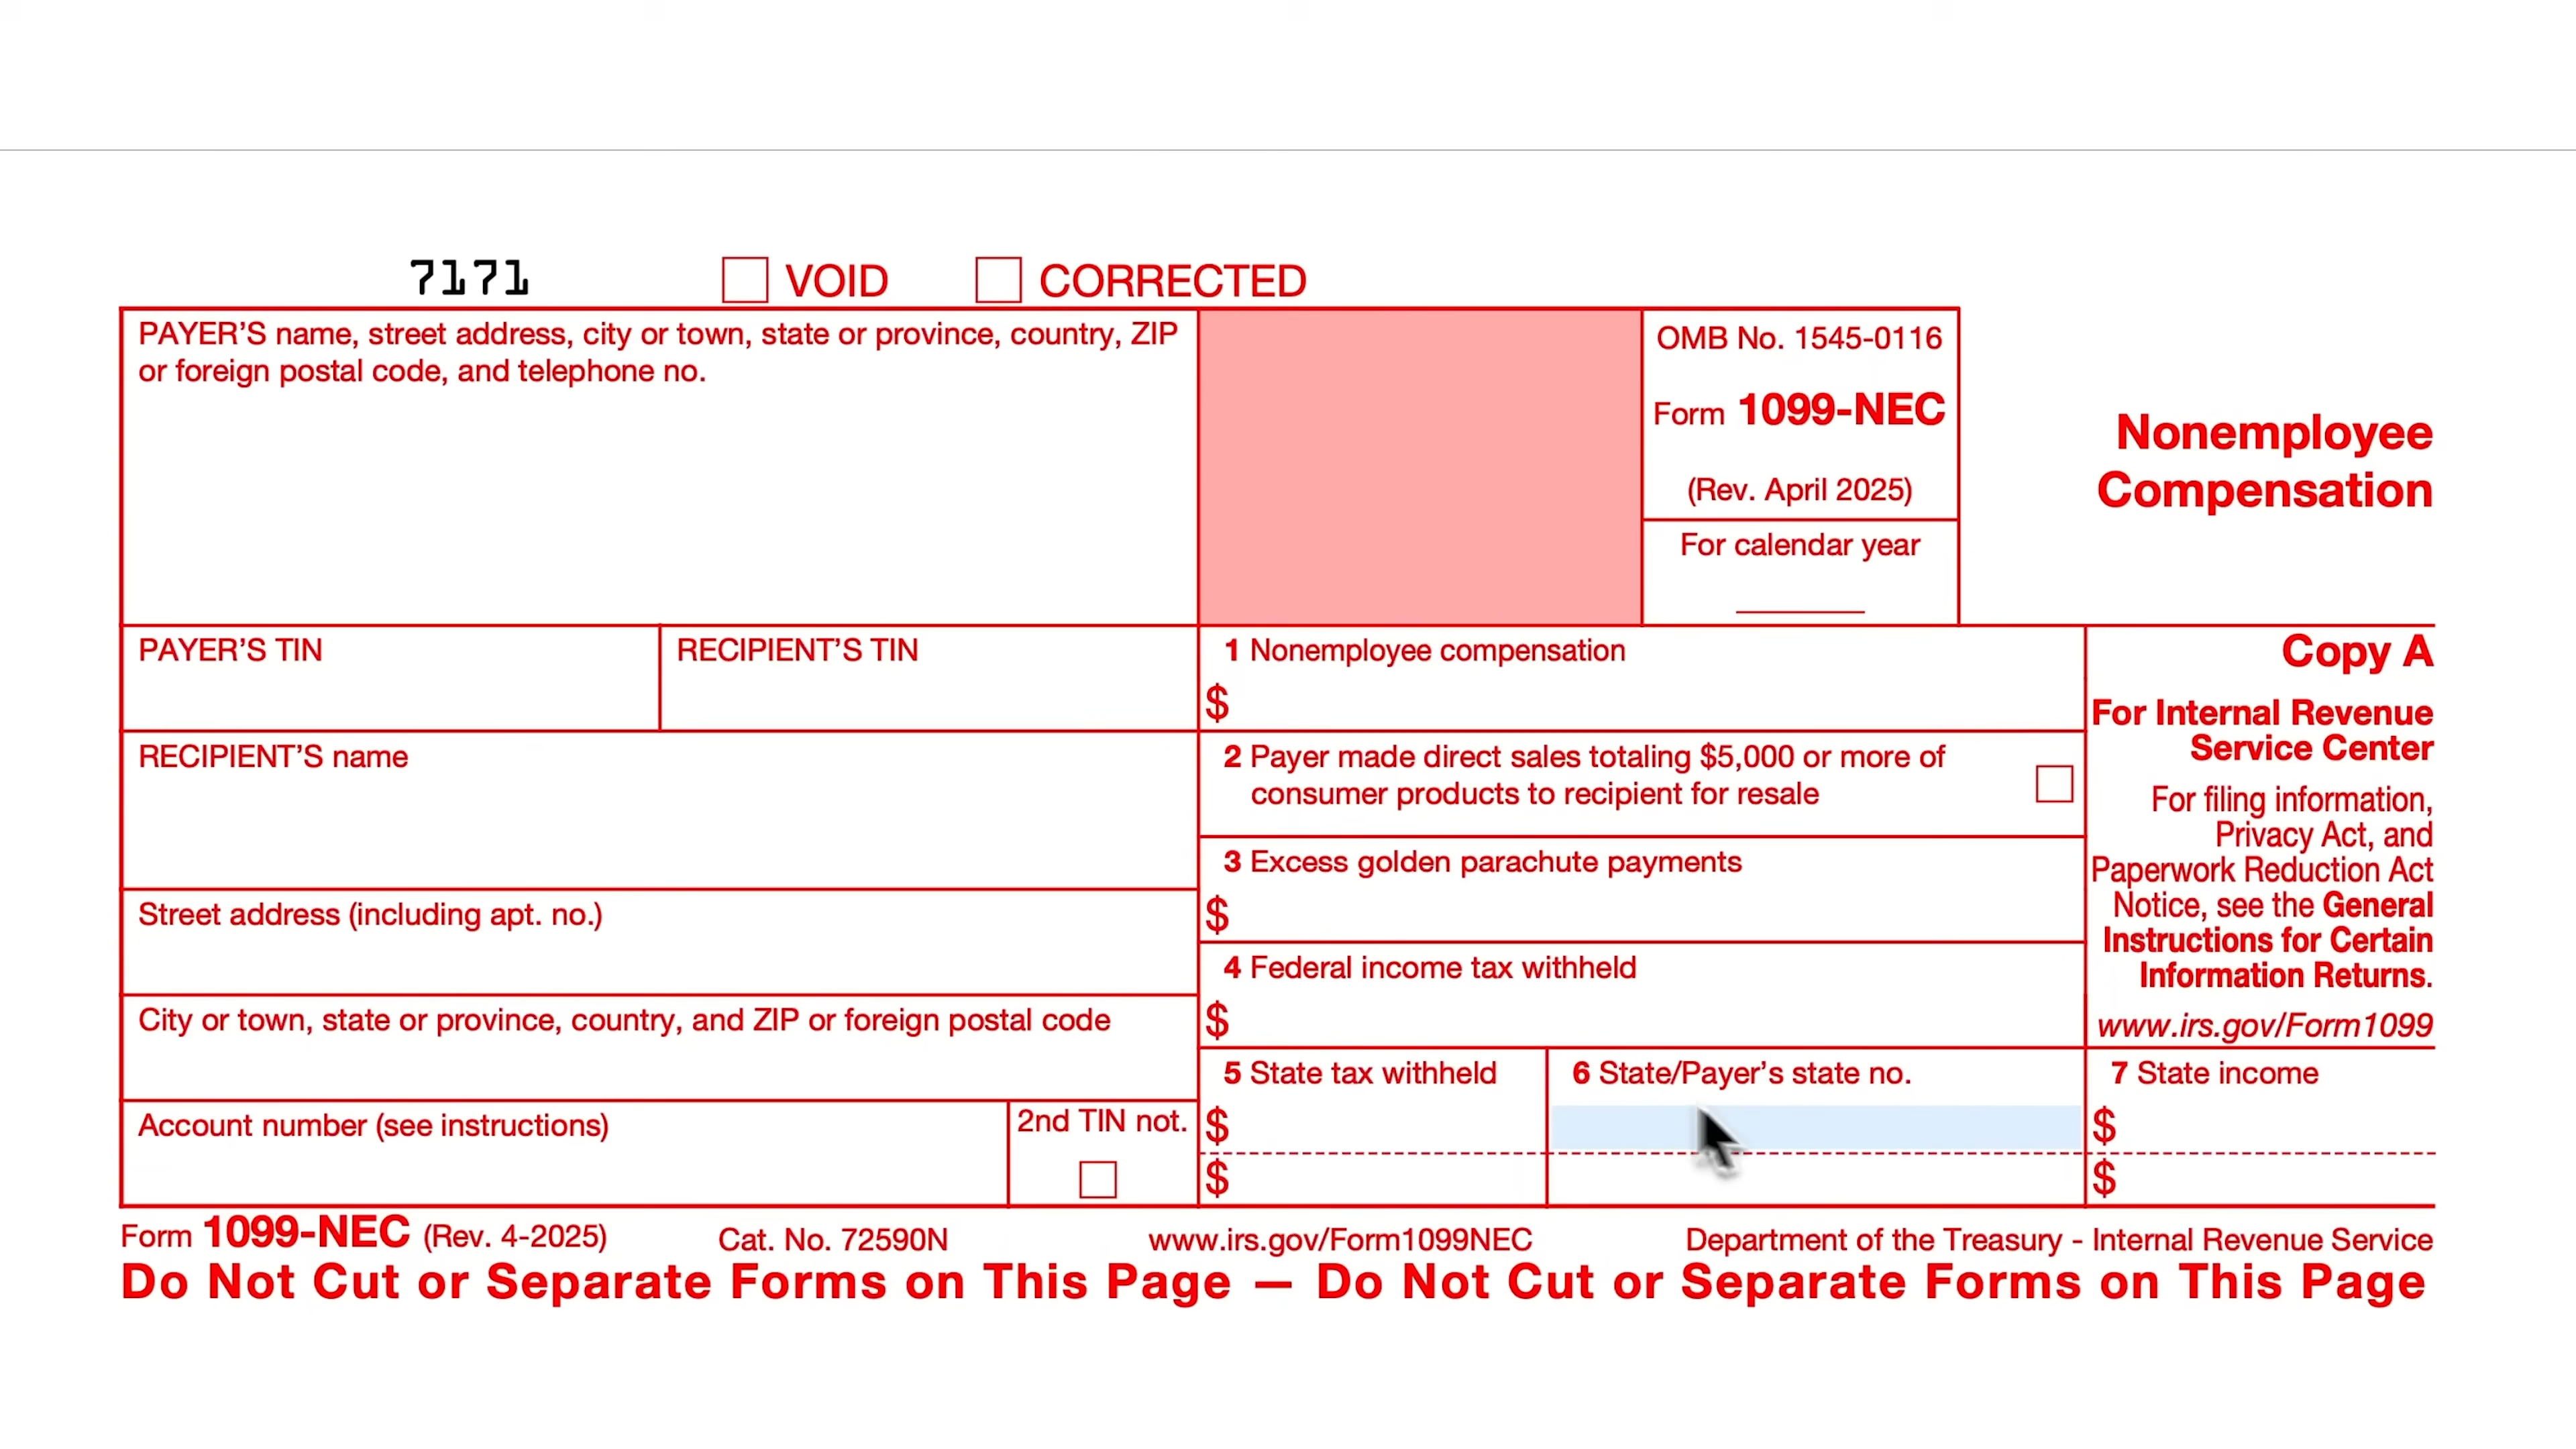 7171
VOID
CORRECTED
PAYER'S name, street address, city or town, state or province, country, ZIP
or foreign postal code, and telephone no.
OMB No. 1545-0116
Form 1099-NEC
(Rev. April 2025)
For calendar year
Nonemployee
Compensation
PAYER'S TIN
RECIPIENT'S TIN
1 Nonemployee compensation
$
Copy A
For Internal Revenue
Service Center
RECIPIENT'S name
2 Payer made direct sales totaling $5,000 or more of
consumer products to recipient for resale
For filing information,
Privacy Act, and
Paperwork Reduction Act
Notice, see the General
Instructions for Certain
Information Returns.
www.irs.gov/Form1099
3 Excess golden parachute payments
$
Street address (including apt. no.)
4 Federal income tax withheld
$
City or town, state or province, country, and ZIP or foreign postal code
5 State tax withheld
$
$
6 State/Payer's state no.
7 State income
$
$
Account number (see instructions)
2nd TIN not.
Form 1099-NEC (Rev. 4-2025)
Cat. No. 72590N
www.irs.gov/Form1099NEC
Department of the Treasury - Internal Revenue Service
Do Not Cut or Separate Forms on This Page — Do Not Cut or Separate Forms on This Page